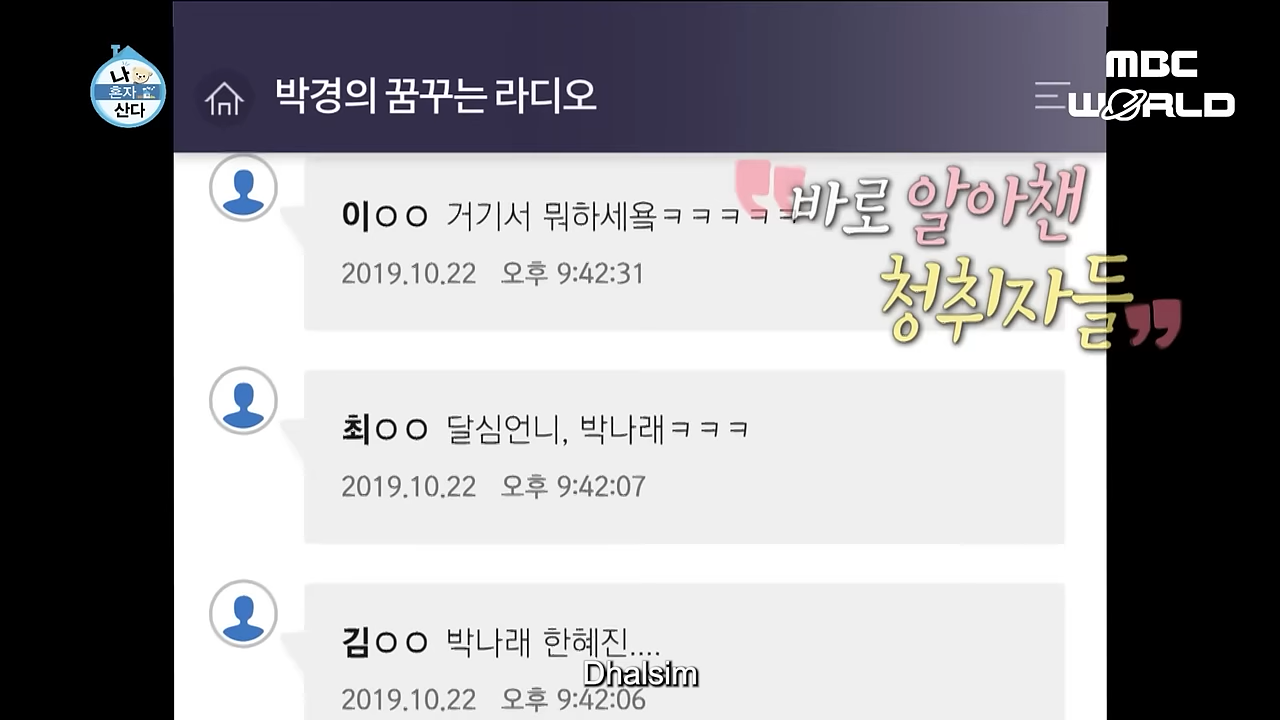 나
혼자
산다
박경의 꿈꾸는 라디오
MBC
WORLD
이ㅇㅇ 거기서 뭐하세욬ㅋㅋㅋㅋㅋ
2019.10.22 오후 9:42:31
"바로 알아챈
청취자들"
최ㅇㅇ 달심언니, 박나래ㅋㅋㅋ
2019.10.22 오후 9:42:07
김ㅇㅇ 박나래 한혜진....
Dhalsim
2019.10.22 오후 9:42:06